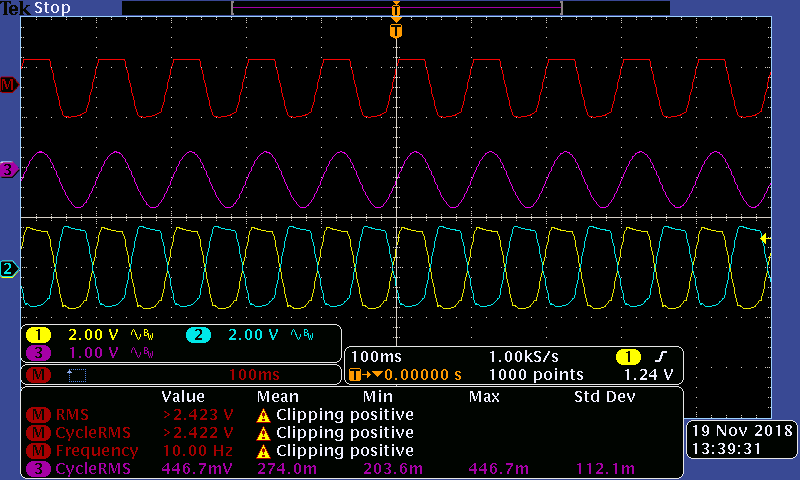 Tek Stop
T
T
M
3
2
1 2.00 V 2 2.00 V
3 1.00 V
M 100ms
100ms 1.00kS/s 1
T→▼0.00000 s 1000 points 1.24 V
Value Mean Min Max Std Dev
M RMS >2.423 V Clipping positive
M CycleRMS >2.422 V Clipping positive
M Frequency 10.00 Hz Clipping positive
3 CycleRMS 446.7mV 274.0m 203.6m 446.7m 112.1m
19 Nov 2018
13:39:31